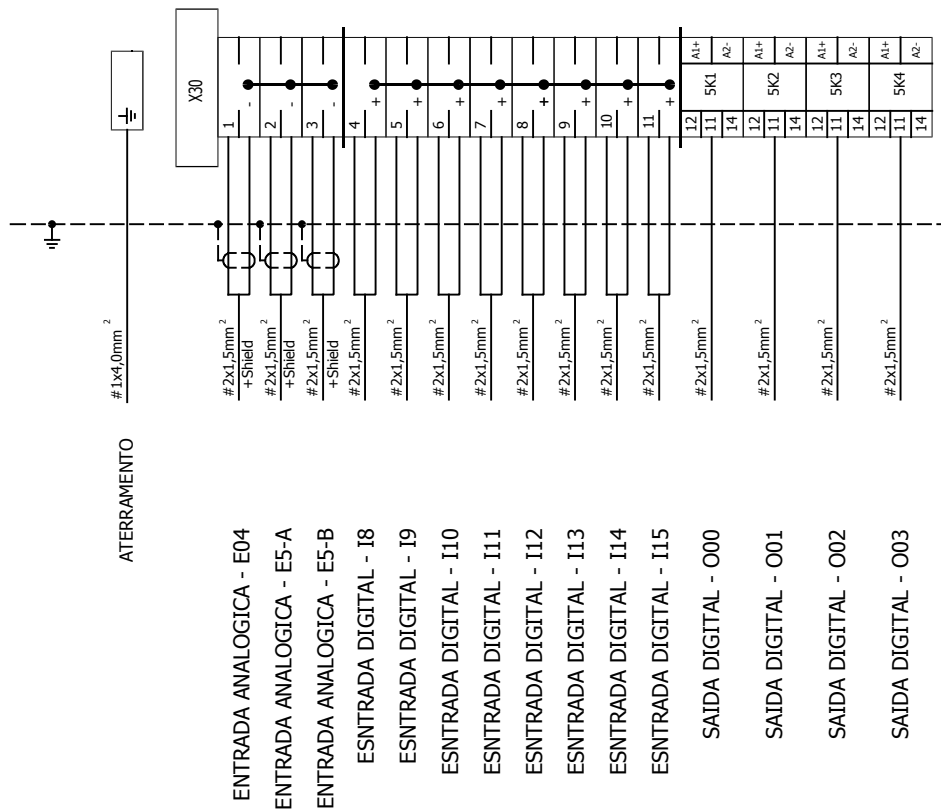 ATERRAMENTO
#1x4,0mm²
X30
ENTRADA ANALOGICA - E04
#2x1,5mm²
+Shield
1
-
ENTRADA ANALOGICA - E5-A
#2x1,5mm²
+Shield
2
-
ENTRADA ANALOGICA - E5-B
#2x1,5mm²
+Shield
3
-
ESNTRADA DIGITAL - I8
#2x1,5mm²
4
+
ESNTRADA DIGITAL - I9
#2x1,5mm²
5
+
ESNTRADA DIGITAL - I10
#2x1,5mm²
6
+
ESNTRADA DIGITAL - I11
#2x1,5mm²
7
+
ESNTRADA DIGITAL - I12
#2x1,5mm²
8
+
ESNTRADA DIGITAL - I13
#2x1,5mm²
9
+
ESNTRADA DIGITAL - I14
#2x1,5mm²
10
+
ESNTRADA DIGITAL - I15
#2x1,5mm²
11
+
SAIDA DIGITAL - O00
#2x1,5mm²
12
11
14
5K1
A1+
A2-
SAIDA DIGITAL - O01
#2x1,5mm²
12
11
14
5K2
A1+
A2-
SAIDA DIGITAL - O02
#2x1,5mm²
12
11
14
5K3
A1+
A2-
SAIDA DIGITAL - O03
#2x1,5mm²
12
11
14
5K4
A1+
A2-